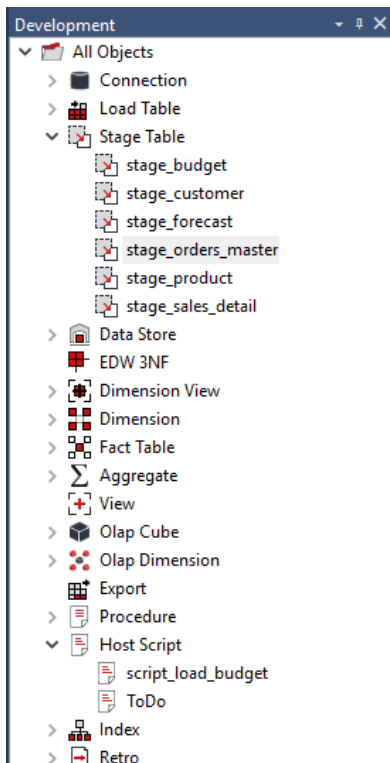 Development
All Objects
Connection
Load Table
Stage Table
stage_budget
stage_customer
stage_forecast
stage_orders_master
stage_product
stage_sales_detail
Data Store
EDW 3NF
Dimension View
Dimension
Fact Table
Aggregate
View
Olap Cube
Olap Dimension
Export
Procedure
Host Script
script_load_budget
ToDo
Index
Retro